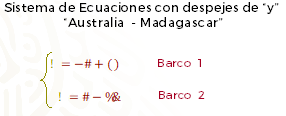 Sistema de Ecuaciones con despejes de “y”
“Australia - Madagascar”
! = −# + () Barco 1
! = # − %& Barco 2